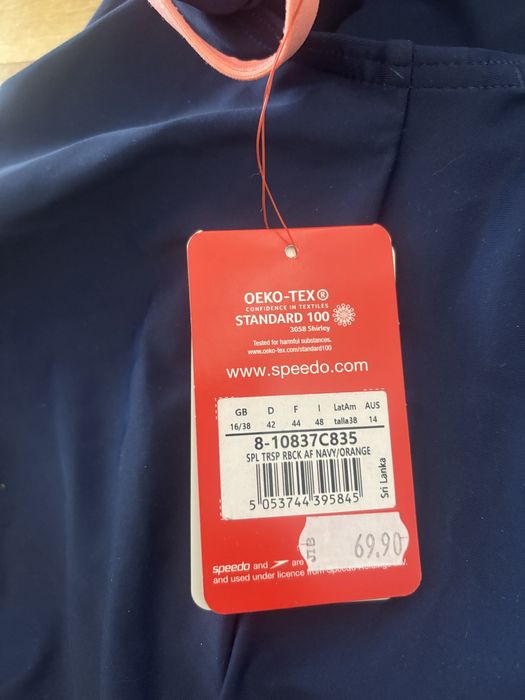 OEKO-TEX®
CONFIDENCE IN TEXTILES
STANDARD 100
3058 Shirley
Tested for harmful substances.
www.oeko-tex.com/standard100
www.speedo.com
GB D F I LatAm AUS
16/38 42 44 48 talla38 14
8-10837C835
SPL TRSP RBCK AF NAVY/ORANGE
5 053744 395845
Sri Lanka
69.90
speedo and are
and used under licence from Speedo